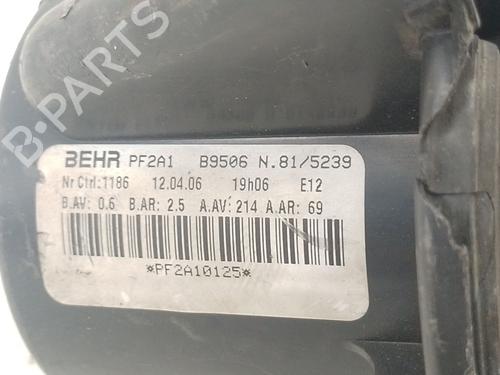 B-PARTS
BEHR PF2A1 B9506 N.81/5239
Nr Ctrl:1186 12.04.06 19h06 E12
B.AV: 0.6 B.AR: 2.5 A.AV: 214 A.AR: 69
*PF2A10125*